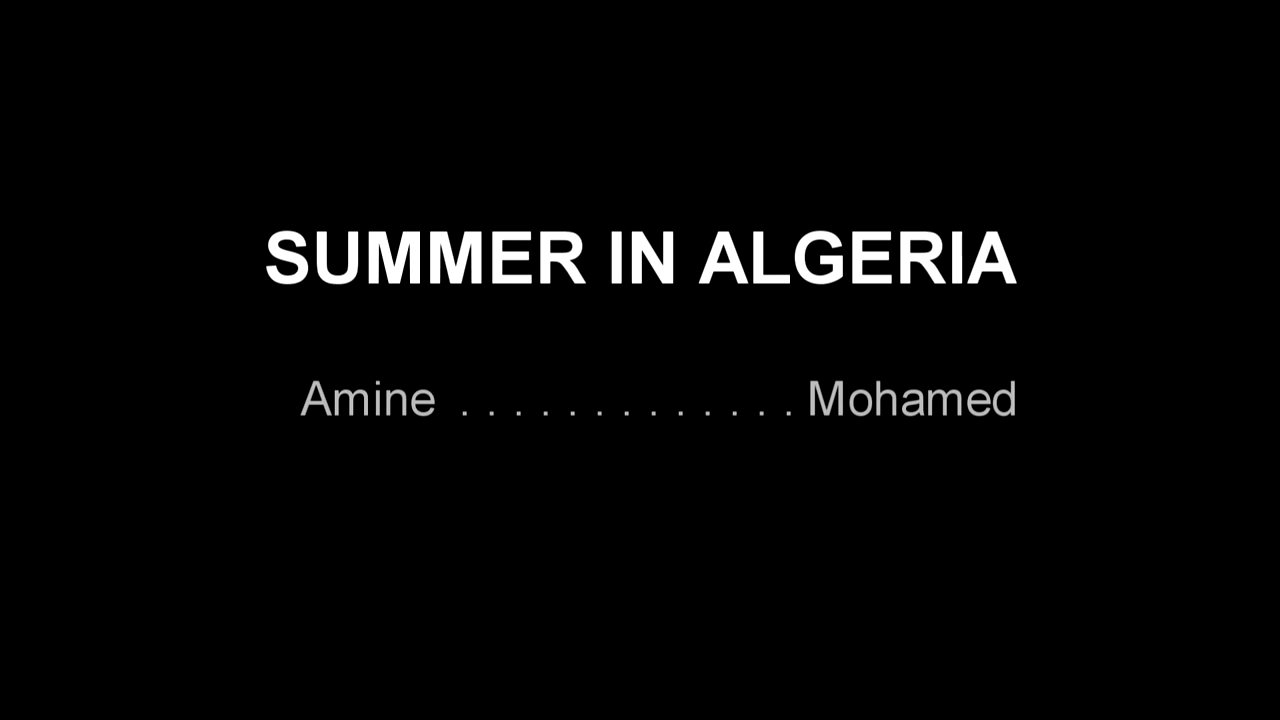 SUMMER IN ALGERIA
Amine . . . . . . . . . . . . . Mohamed